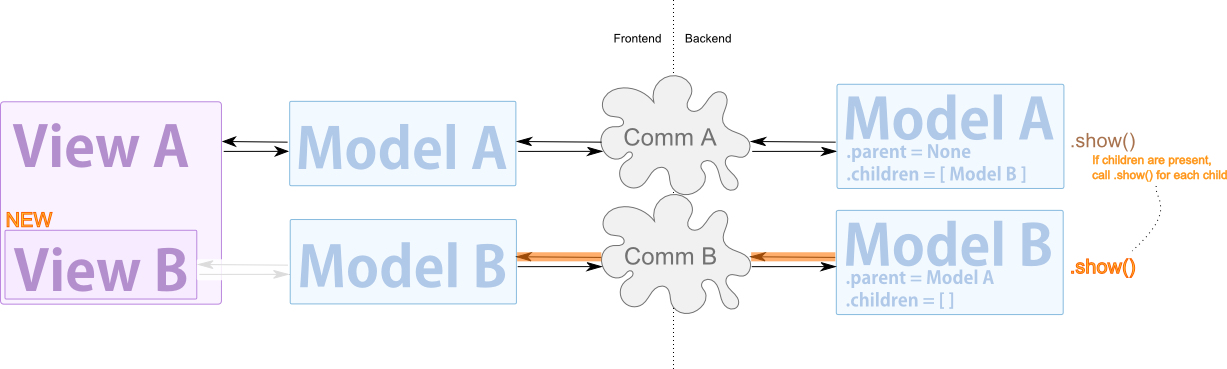 Frontend
Backend
View A
Model A
Comm A
Model A
.parent = None
.children = [ Model B ]
.show()
If children are present,
call .show() for each child
NEW
View B
Model B
Comm B
Model B
.parent = Model A
.children = [ ]
.show()